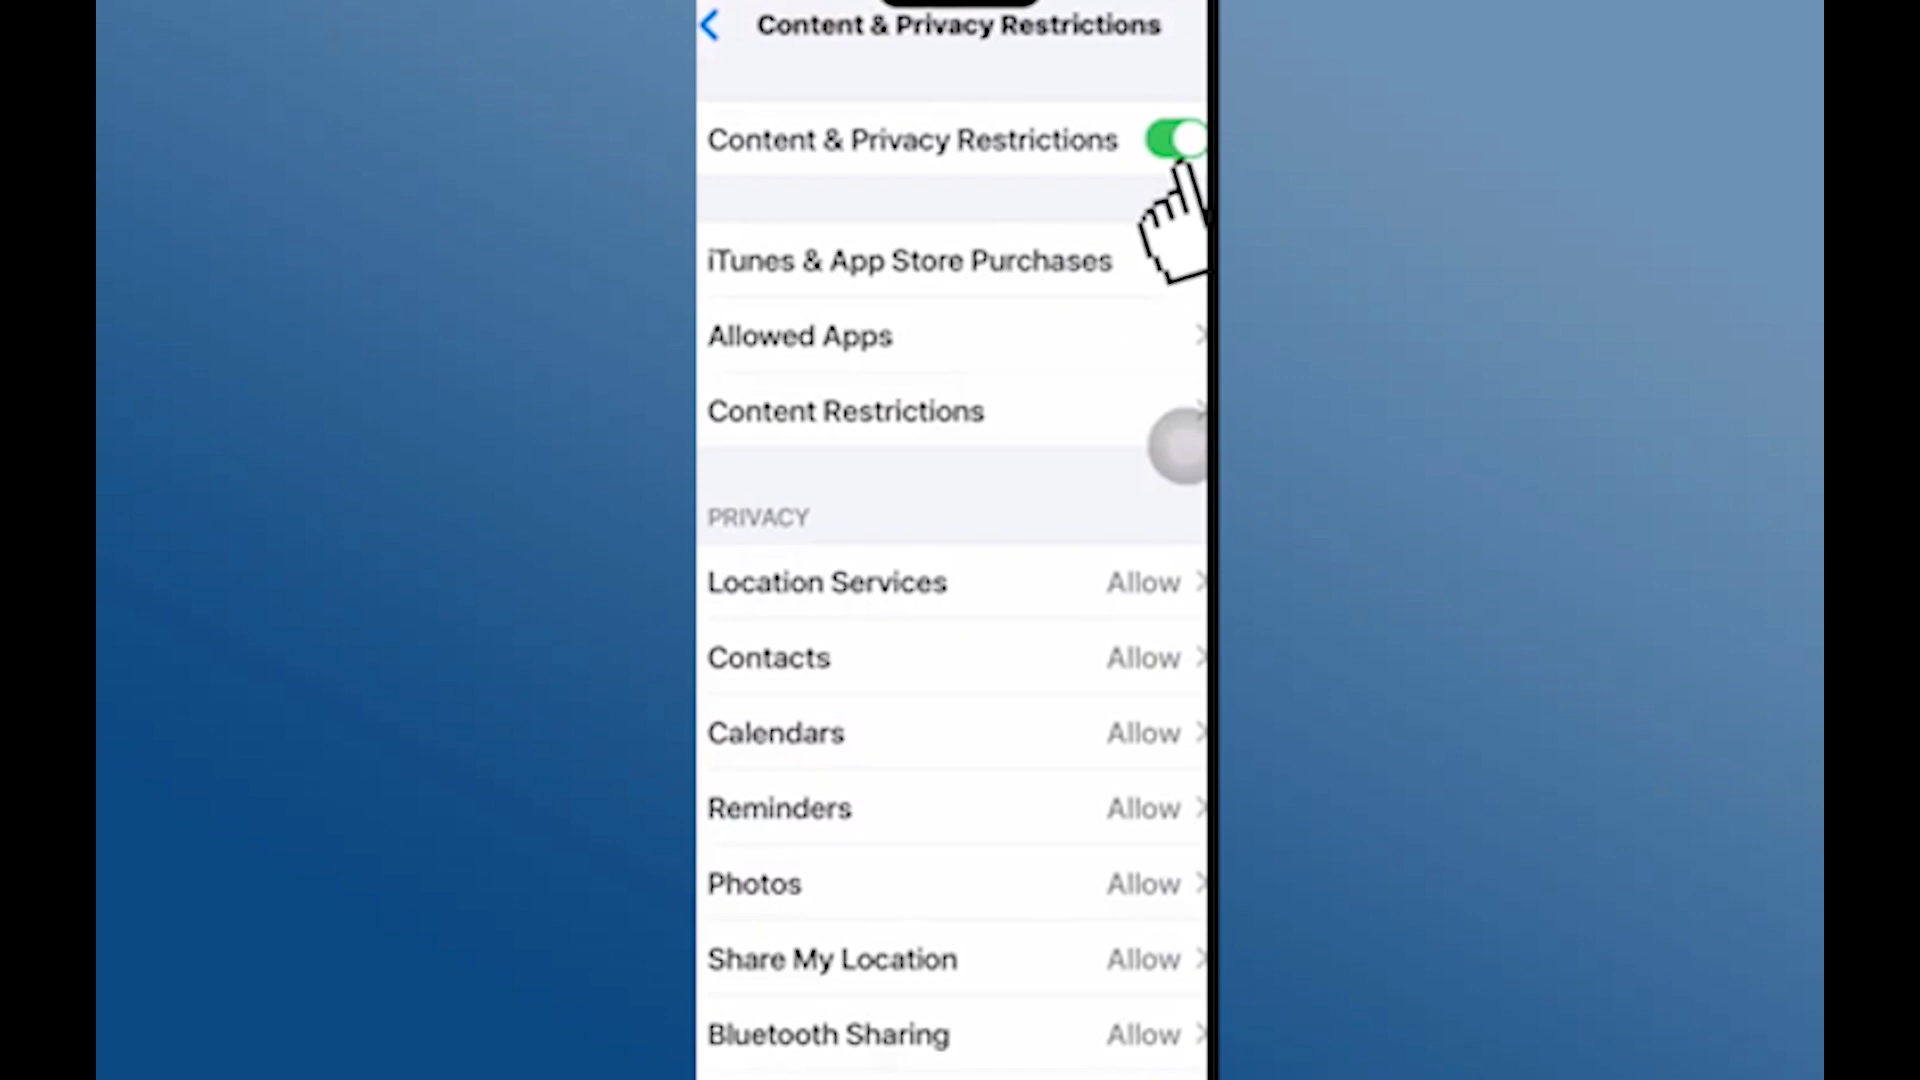 Content & Privacy Restrictions
Content & Privacy Restrictions
iTunes & App Store Purchases
Allowed Apps
Content Restrictions
PRIVACY
Location Services Allow
Contacts Allow
Calendars Allow
Reminders Allow
Photos Allow
Share My Location Allow
Bluetooth Sharing Allow